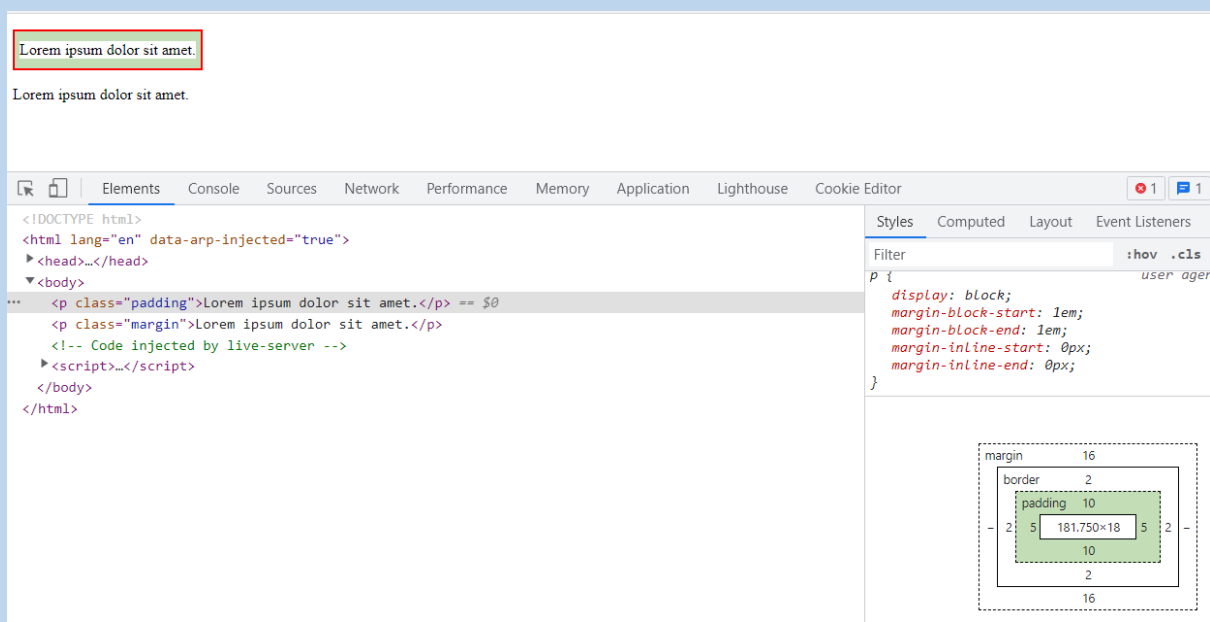 Lorem ipsum dolor sit amet.
Lorem ipsum dolor sit amet.
Elements Console Sources Network Performance Memory Application Lighthouse Cookie Editor 1 1
<!DOCTYPE html>
<html lang="en" data-arp-injected="true">
<head>…</head>
<body>
<p class="padding">Lorem ipsum dolor sit amet.</p> == $0
<p class="margin">Lorem ipsum dolor sit amet.</p>
<!-- Code injected by live-server -->
<script>…</script>
</body>
</html>
Styles Computed Layout Event Listeners
Filter :hov .cls
p { user ager
display: block;
margin-block-start: 1em;
margin-block-end: 1em;
margin-inline-start: 0px;
margin-inline-end: 0px;
}
margin 16
border 2
padding 10
– 2 5 181.750×18 5 2 –
10
2
16